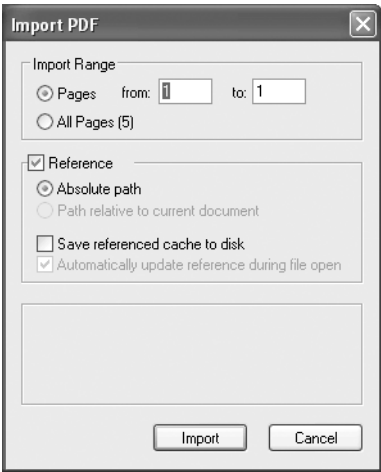 Import PDF
Import Range
Pages from: 1 to: 1
All Pages (5)
Reference
Absolute path
Path relative to current document
Save referenced cache to disk
Automatically update reference during file open
Import Cancel